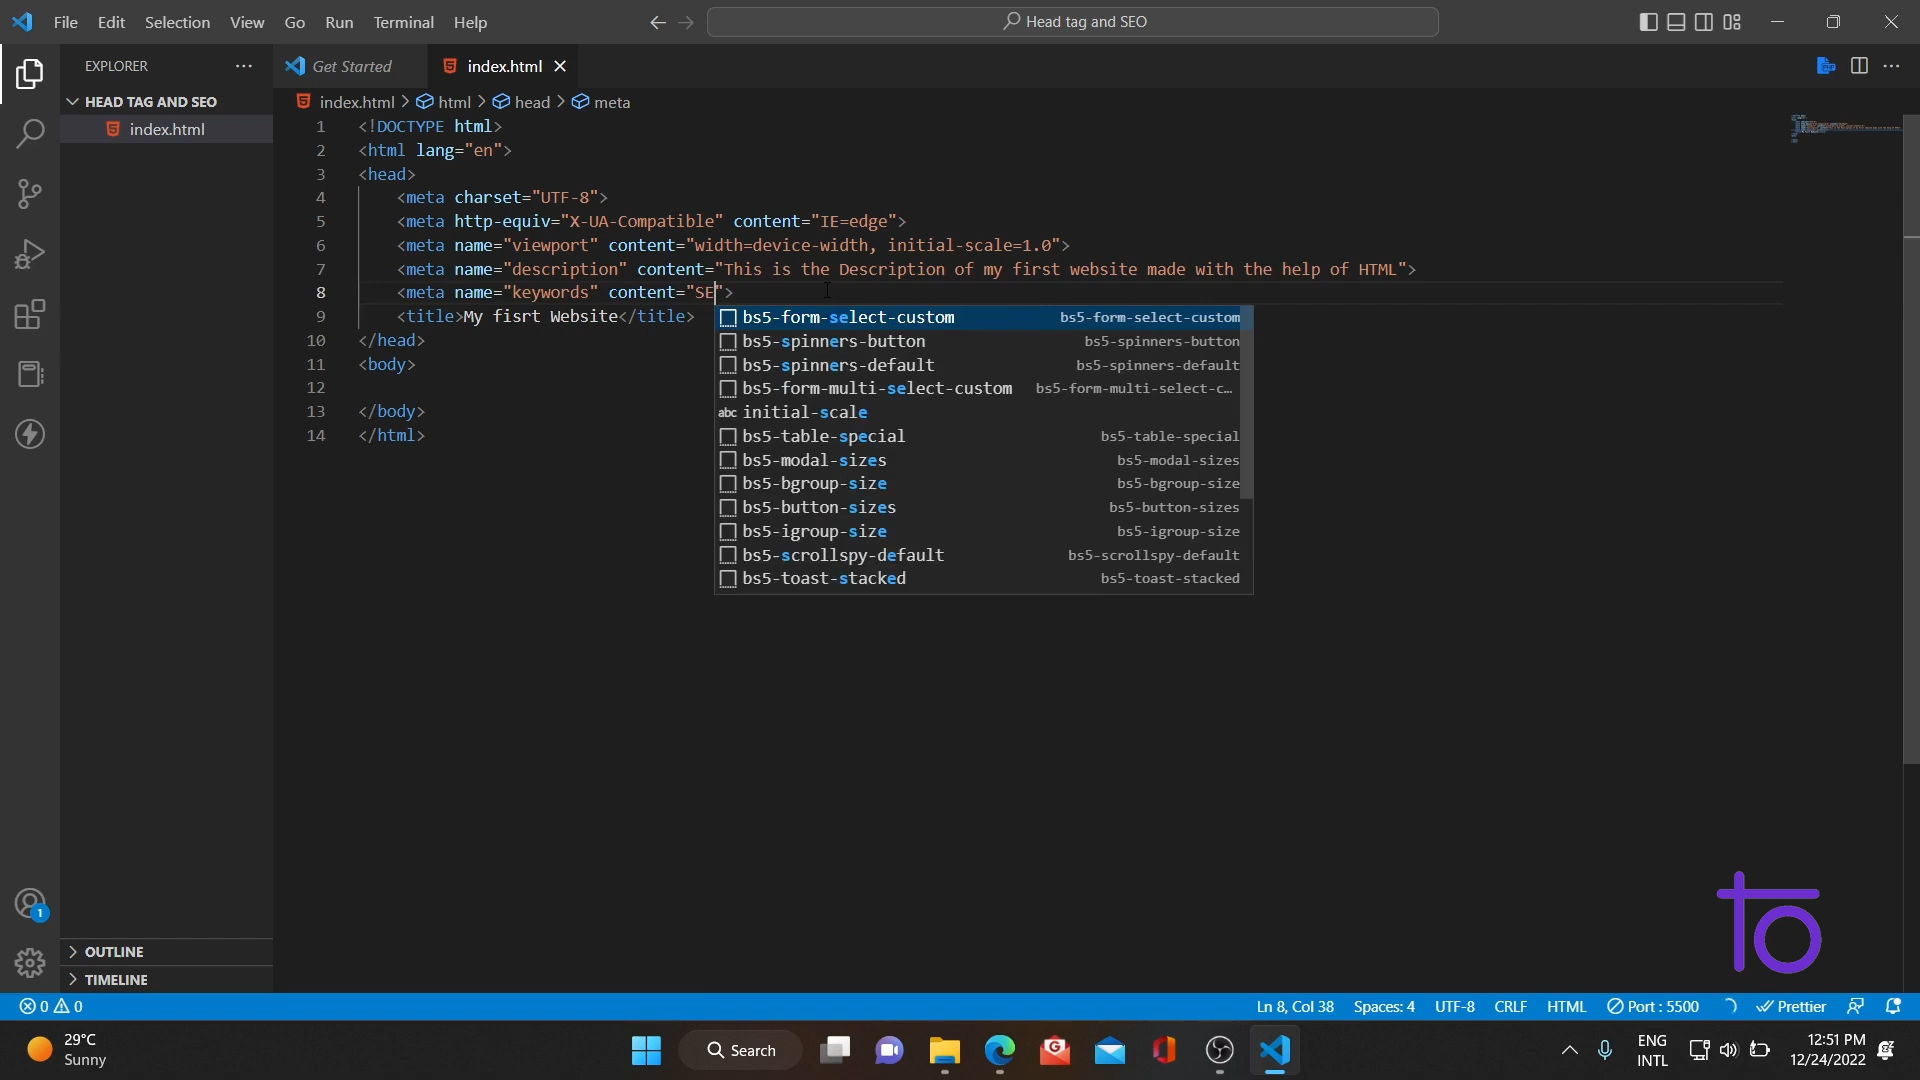 File Edit Selection View Go Run Terminal Help
Head tag and SEO
EXPLORER
Get Started
index.html
HEAD TAG AND SEO
index.html
index.html > html > head > meta
1 <!DOCTYPE html>
2 <html lang="en">
3 <head>
4 <meta charset="UTF-8">
5 <meta http-equiv="X-UA-Compatible" content="IE=edge">
6 <meta name="viewport" content="width=device-width, initial-scale=1.0">
7 <meta name="description" content="This is the Description of my first website made with the help of HTML">
8 <meta name="keywords" content="SE">
9 <title>My fisrt Website</title>
10 </head>
11 <body>
12
13 </body>
14 </html>
bs5-form-select-custom bs5-form-select-custom
bs5-spinners-button bs5-spinners-button
bs5-spinners-default bs5-spinners-default
bs5-form-multi-select-custom bs5-form-multi-select-c...
abc initial-scale
bs5-table-special bs5-table-special
bs5-modal-sizes bs5-modal-sizes
bs5-bgroup-size bs5-bgroup-size
bs5-button-sizes bs5-button-sizes
bs5-igroup-size bs5-igroup-size
bs5-scrollspy-default bs5-scrollspy-default
bs5-toast-stacked bs5-toast-stacked
1
OUTLINE
TIMELINE
0 0
Ln 8, Col 38 Spaces: 4 UTF-8 CRLF HTML Port : 5500 Prettier
29°C
Sunny
Search
ENG
INTL
12:51 PM
12/24/2022